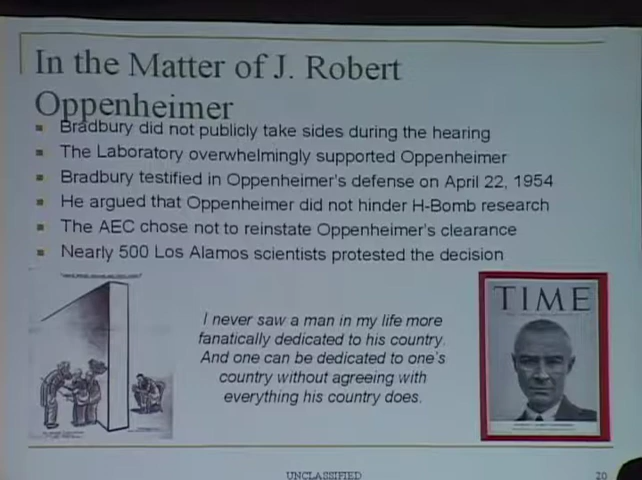 In the Matter of J. Robert
Oppenheimer
Bradbury did not publicly take sides during the hearing
The Laboratory overwhelmingly supported Oppenheimer
Bradbury testified in Oppenheimer's defense on April 22, 1954
He argued that Oppenheimer did not hinder H-Bomb research
The AEC chose not to reinstate Oppenheimer's clearance
Nearly 500 Los Alamos scientists protested the decision
I never saw a man in my life more
fanatically dedicated to his country.
And one can be dedicated to one's
country without agreeing with
everything his country does.
TIME
UNCLASSIFIED
20